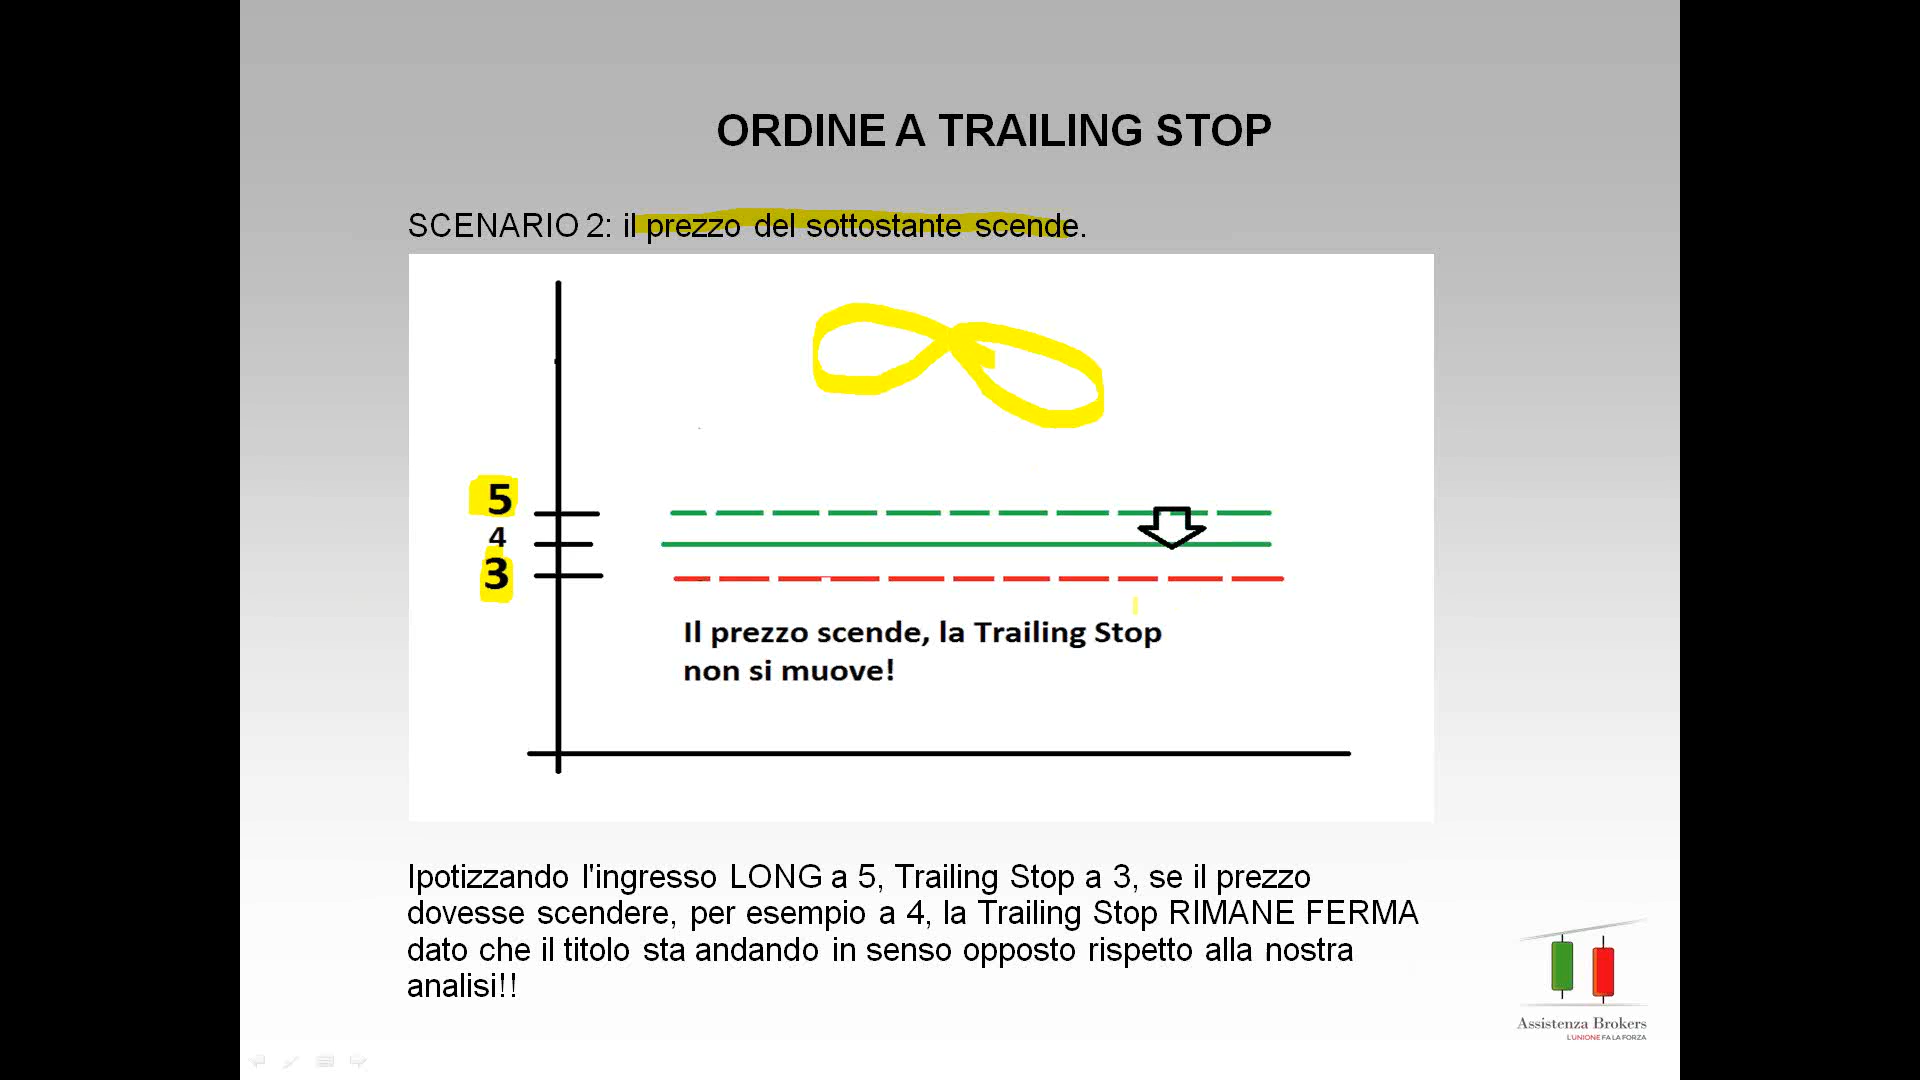 ORDINE A TRAILING STOP
SCENARIO 2: il prezzo del sottostante scende.
5
4
3
Il prezzo scende, la Trailing Stop
non si muove!
Ipotizzando l'ingresso LONG a 5, Trailing Stop a 3, se il prezzo
dovesse scendere, per esempio a 4, la Trailing Stop RIMANE FERMA
dato che il titolo sta andando in senso opposto rispetto alla nostra
analisi!!
Assistenza Brokers
L'UNIONE FA LA FORZA